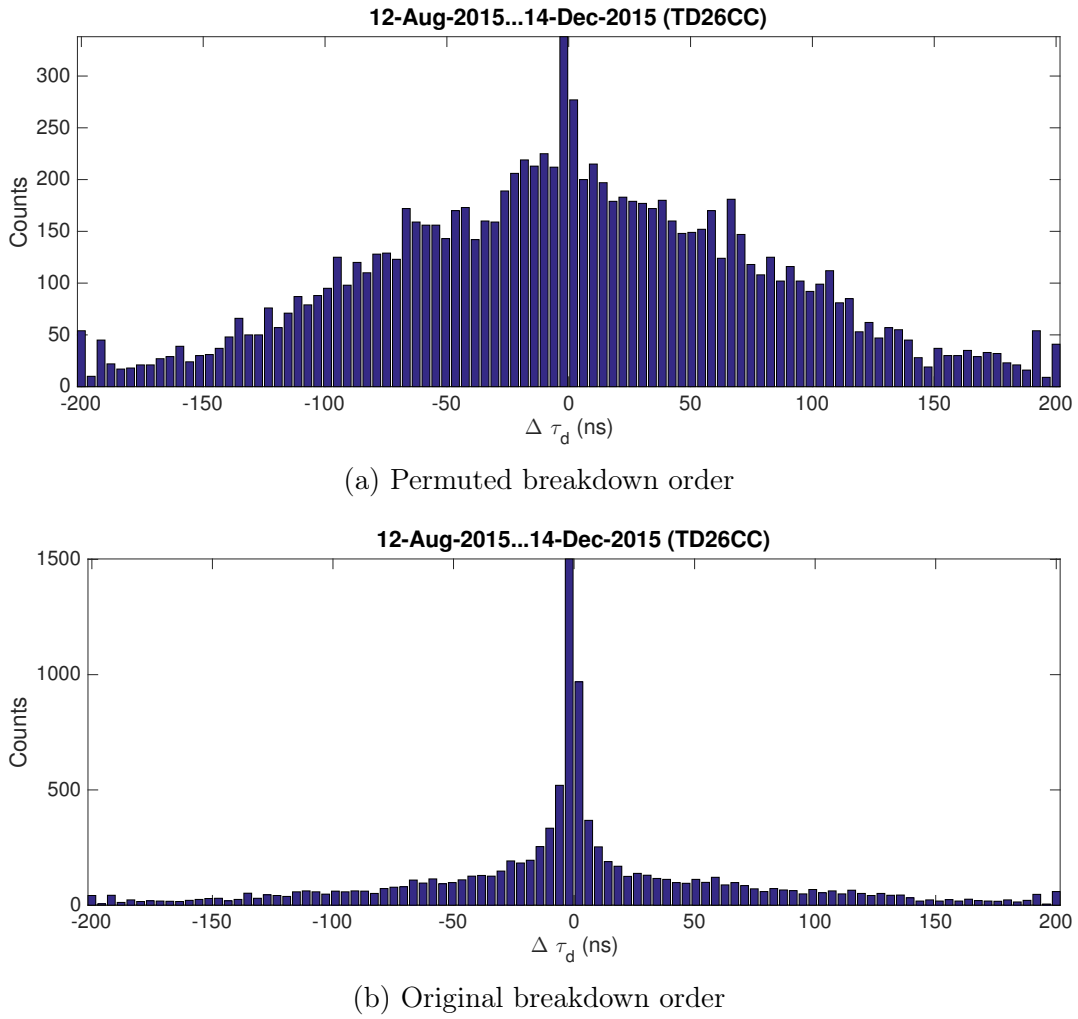 12-Aug-2015...14-Dec-2015 (TD26CC)
300
250
200
150
100
50
0
Counts
-200 -150 -100 -50 0 50 100 150 200
Δ τd (ns)
(a) Permuted breakdown order
12-Aug-2015...14-Dec-2015 (TD26CC)
1500
1000
500
0
Counts
-200 -150 -100 -50 0 50 100 150 200
Δ τd (ns)
(b) Original breakdown order